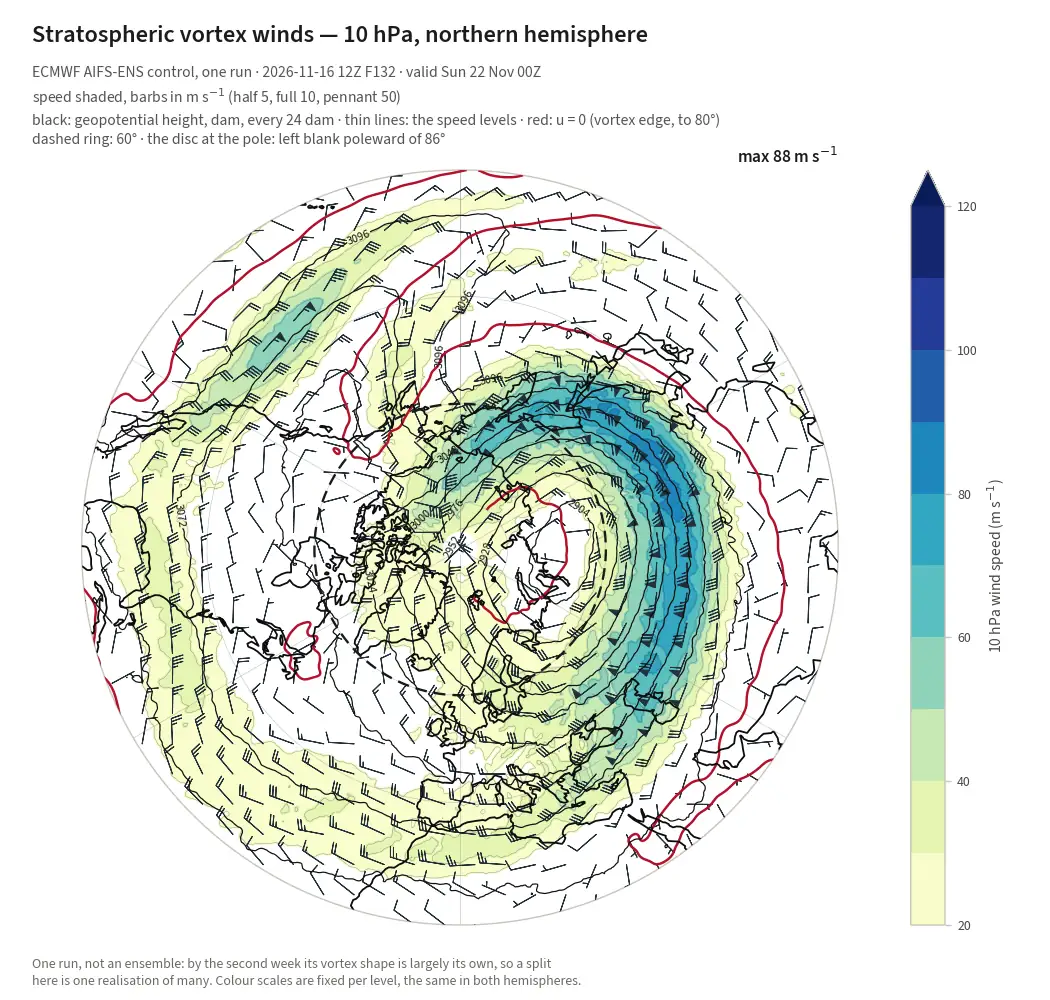 Stratospheric vortex winds — 10 hPa, northern hemisphere
ECMWF AIFS-ENS control, one run · 2026-11-16 12Z F132 · valid Sun 22 Nov 00Z
speed shaded, barbs in m s⁻¹ (half 5, full 10, pennant 50)
black: geopotential height, dam, every 24 dam · thin lines: the speed levels · red: u = 0 (vortex edge, to 80°)
dashed ring: 60° · the disc at the pole: left blank poleward of 86°
max 88 m s⁻¹
3096
3096
3096
3096
3072
3000
2976
2952
2928
2904
120
100
80
60
40
20
10 hPa wind speed (m s⁻¹)
One run, not an ensemble: by the second week its vortex shape is largely its own, so a split
here is one realisation of many. Colour scales are fixed per level, the same in both hemispheres.